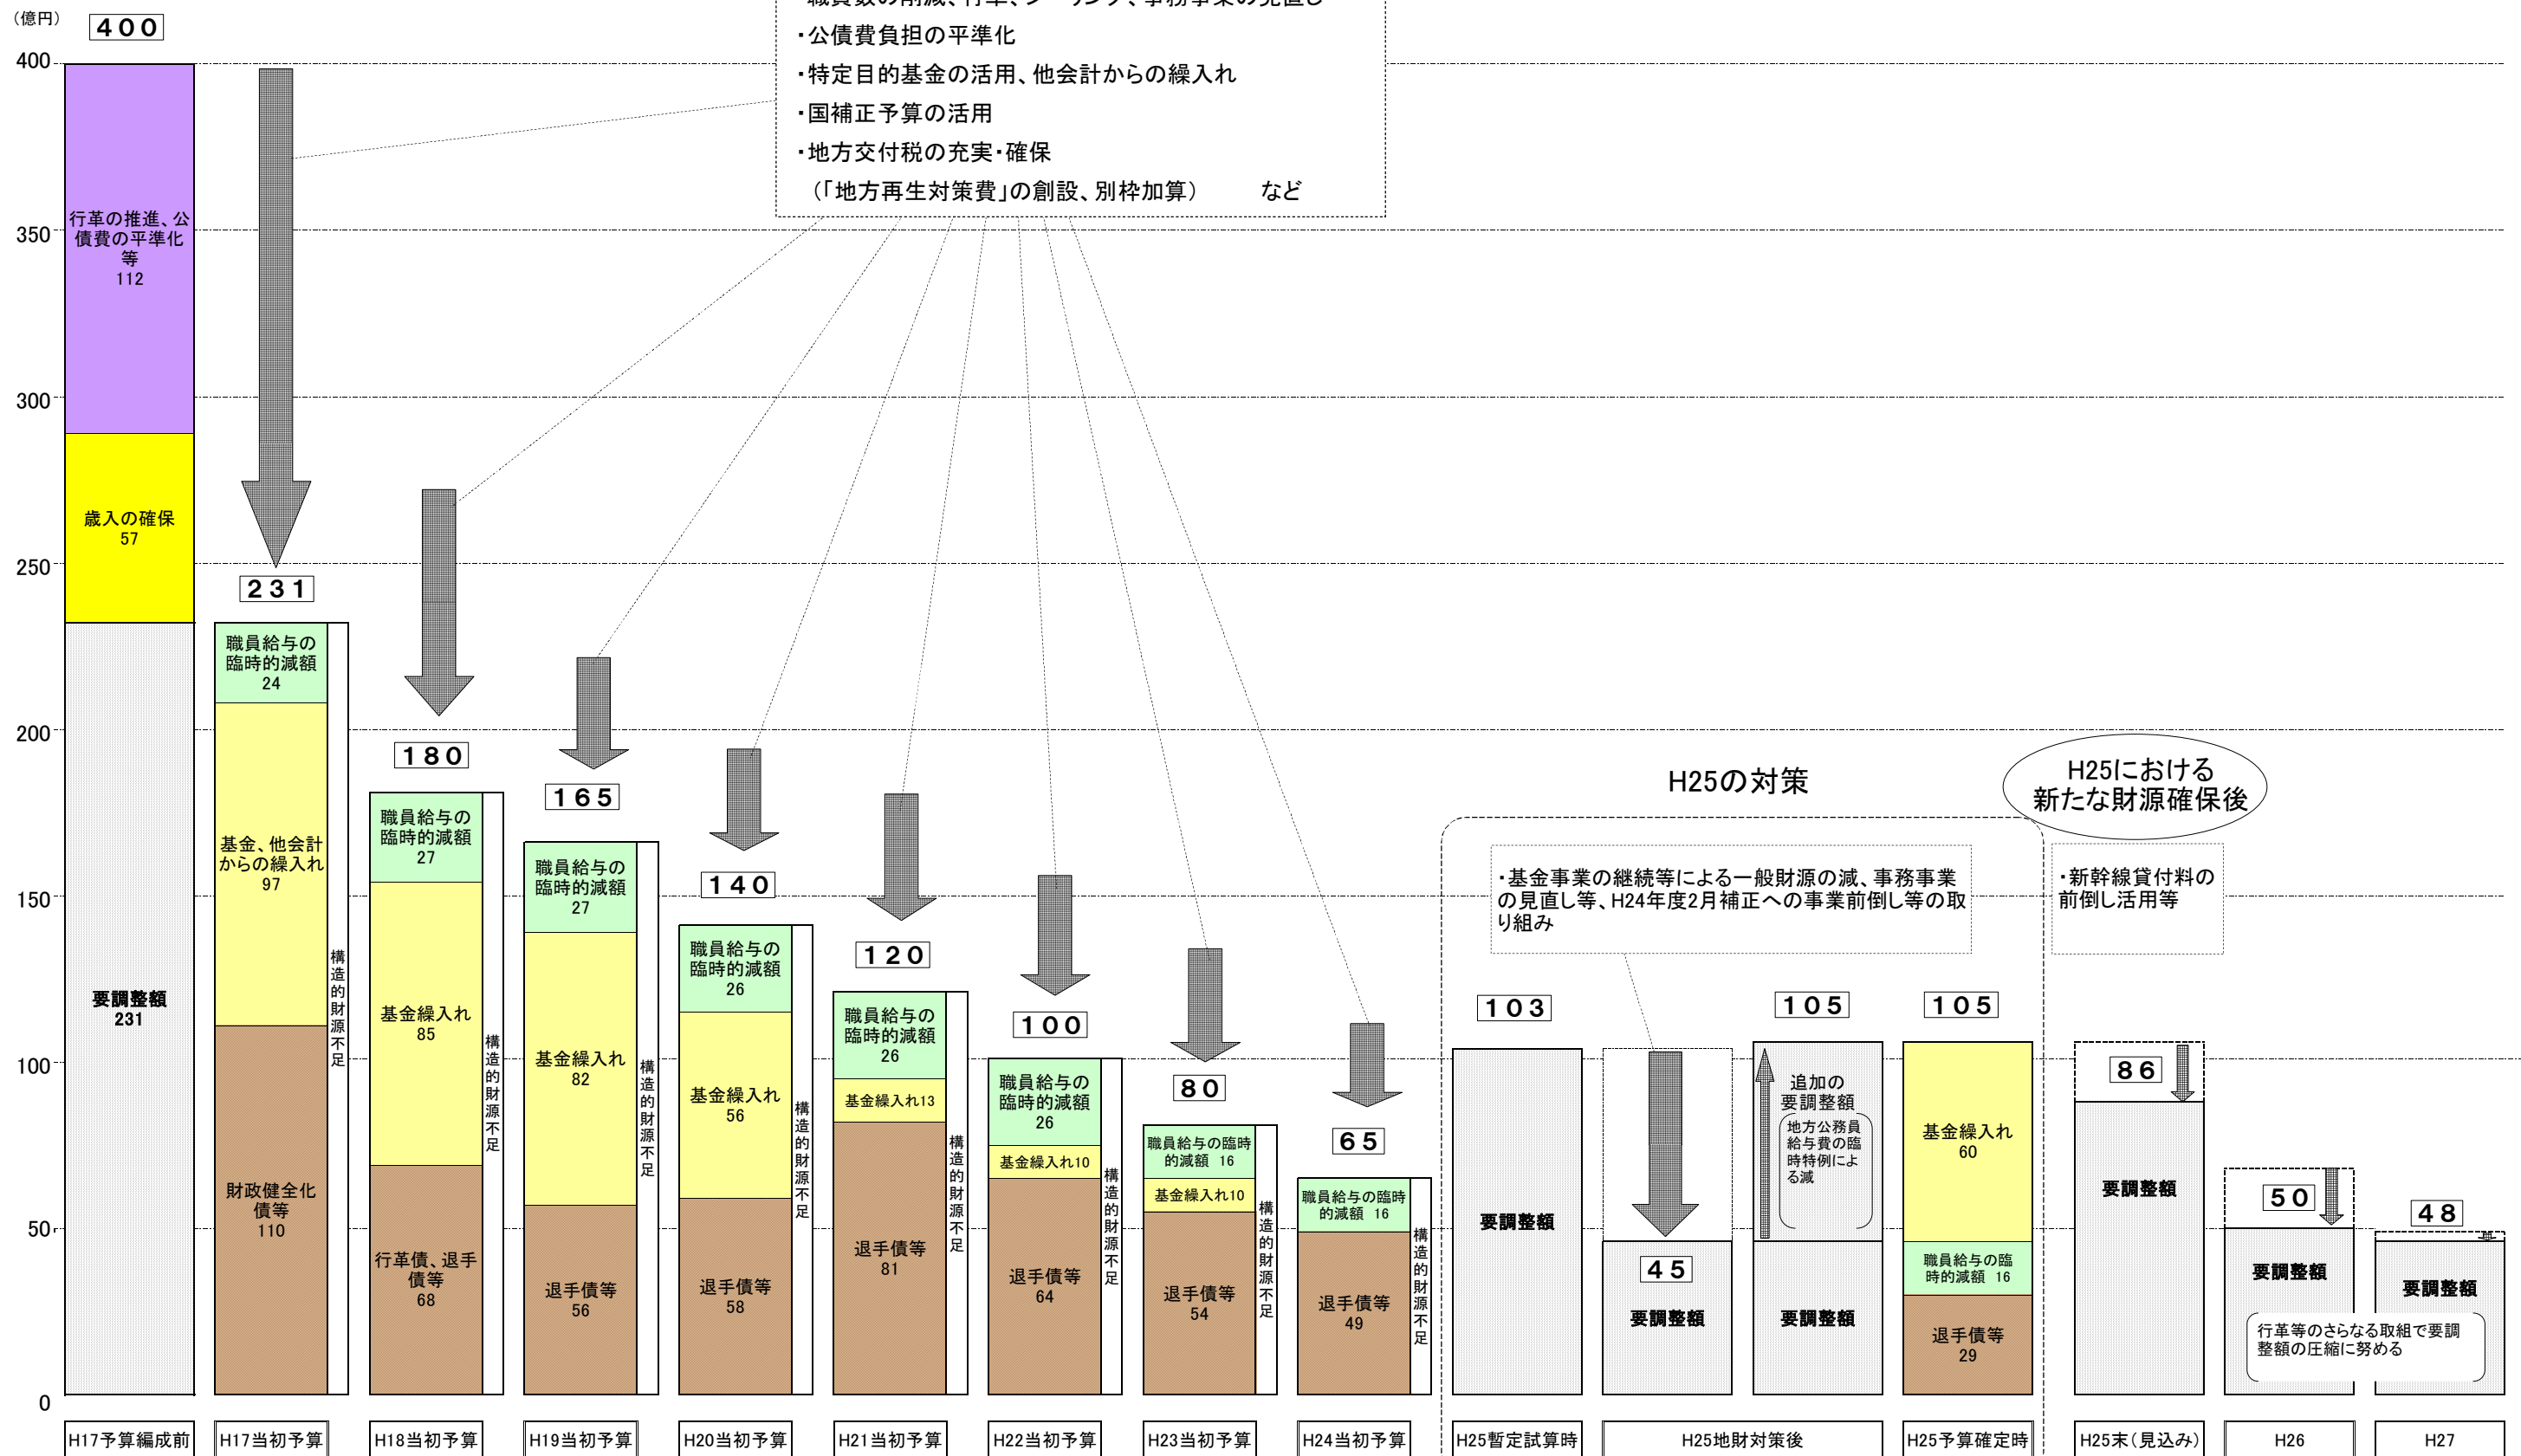 （億円）
400
・公債費負担の平準化
・特定目的基金の活用、他会計からの繰入れ
・国補正予算の活用
・地方交付税の充実・確保
（「地方再生対策費」の創設、別枠加算）　　など
400
350
300
250
200
150
100
50
0
行革の推進、公
債費の平準化
等
112
歳入の確保
57
要調整額
231
H17予算編成前
231
職員給与の
臨時的減額
24
基金、他会計
からの繰入れ
97
財政健全化
債等
110
構造的財源不足
H17当初予算
180
職員給与の
臨時的減額
27
基金繰入れ
85
行革債、退手
債等
68
構造的財源不足
H18当初予算
165
職員給与の
臨時的減額
27
基金繰入れ
82
退手債等
56
構造的財源不足
H19当初予算
140
職員給与の
臨時的減額
26
基金繰入れ
56
退手債等
58
構造的財源不足
H20当初予算
120
職員給与の
臨時的減額
26
基金繰入れ13
退手債等
81
構造的財源不足
H21当初予算
100
職員給与の
臨時的減額
26
基金繰入れ10
退手債等
64
構造的財源不足
H22当初予算
80
職員給与の臨時
的減額 16
基金繰入れ10
退手債等
54
構造的財源不足
H23当初予算
65
職員給与の臨時
的減額 16
退手債等
49
構造的財源不足
H24当初予算
H25の対策
・基金事業の継続等による一般財源の減、事務事業
の見直し等、H24年度2月補正への事業前倒し等の取
り組み
103
要調整額
H25暫定試算時
45
要調整額
105
追加の
要調整額
地方公務員
給与費の臨
時特例によ
る減
要調整額
H25地財対策後
105
基金繰入れ
60
職員給与の臨
時的減額 16
退手債等
29
H25予算確定時
H25における
新たな財源確保後
・新幹線貸付料の
前倒し活用等
86
要調整額
H25末（見込み）
50
要調整額
H26
48
要調整額
H27
行革等のさらなる取組で要調
整額の圧縮に努める